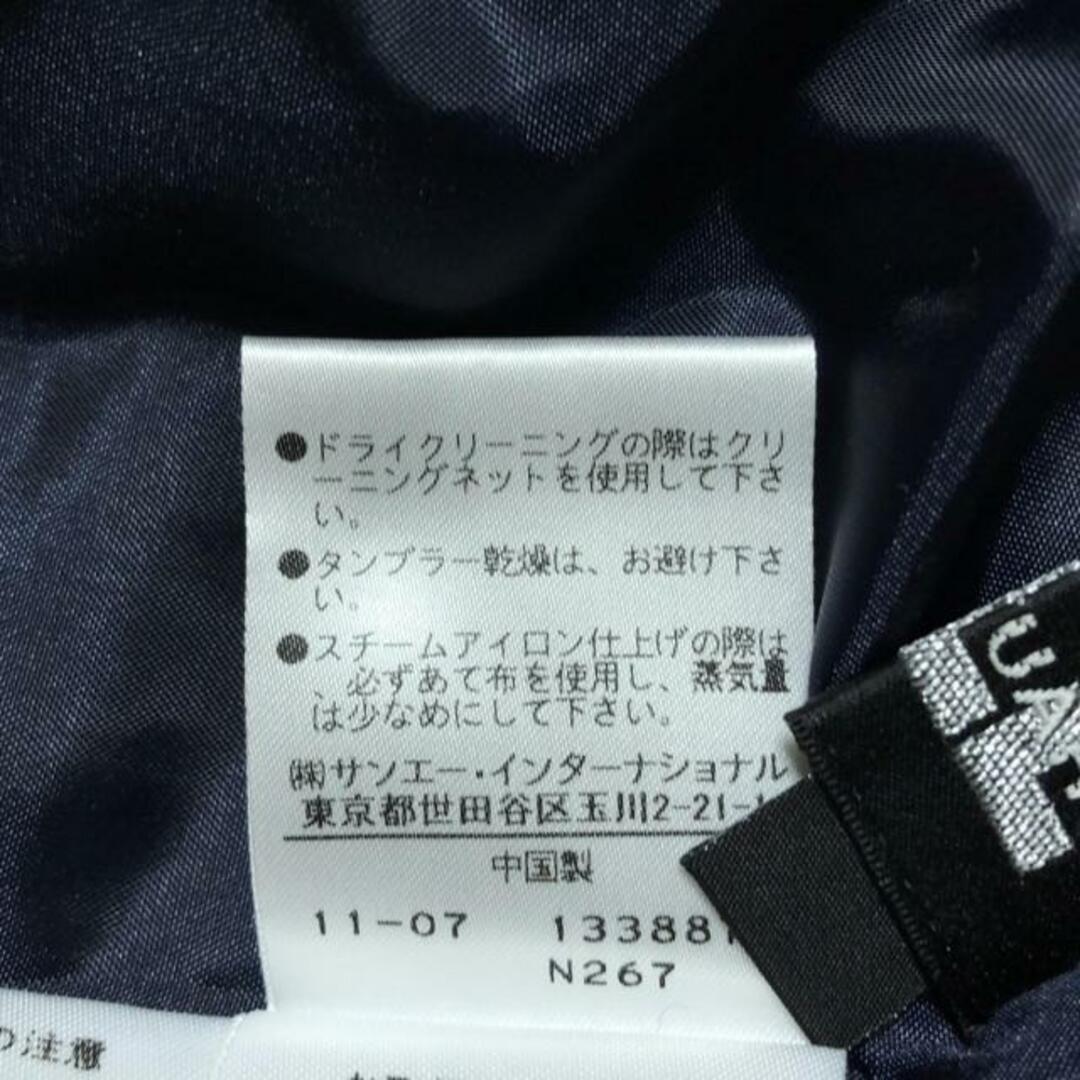 ●ドライクリーニングの際はクリ
ーニングネットを使用して下さ
い。
●タンブラー乾燥は、お避け下さ
い。
●スチームアイロン仕上げの際は
、必ずあて布を使用し、蒸気量
は少なめにして下さい。
㈱サンエー・インターナショナル
東京都世田谷区玉川2-21-
中国製
11-07 13388
N267
の注意